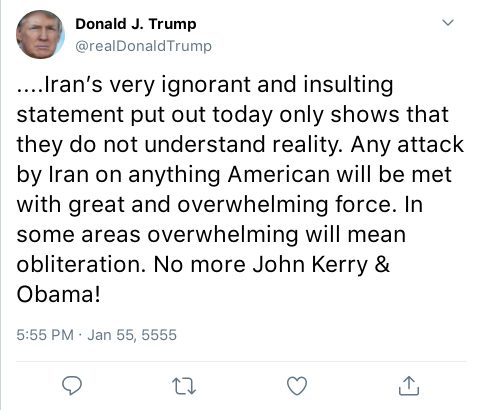 Donald J. Trump
@realDonaldTrump
....Iran's very ignorant and insulting
statement put out today only shows that
they do not understand reality. Any attack
by Iran on anything American will be met
with great and overwhelming force. In
some areas overwhelming will mean
obliteration. No more John Kerry &
Obama!
5:55 PM · Jan 55, 5555